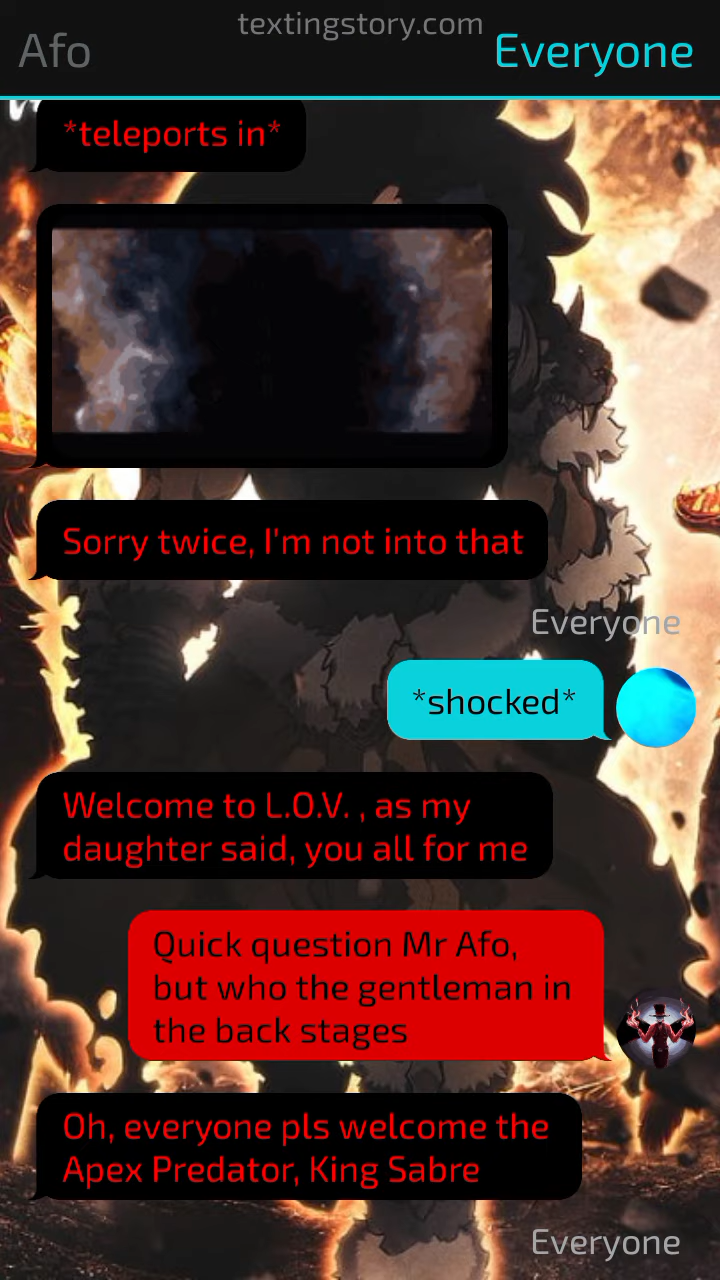 textingstory.com
Afo
Everyone
*teleports in*
Sorry twice, I'm not into that
Everyone
*shocked*
Welcome to L.O.V. , as my
daughter said, you all for me
Quick question Mr Afo,
but who the gentleman in
the back stages
Oh, everyone pls welcome the
Apex Predator, King Sabre
Everyone